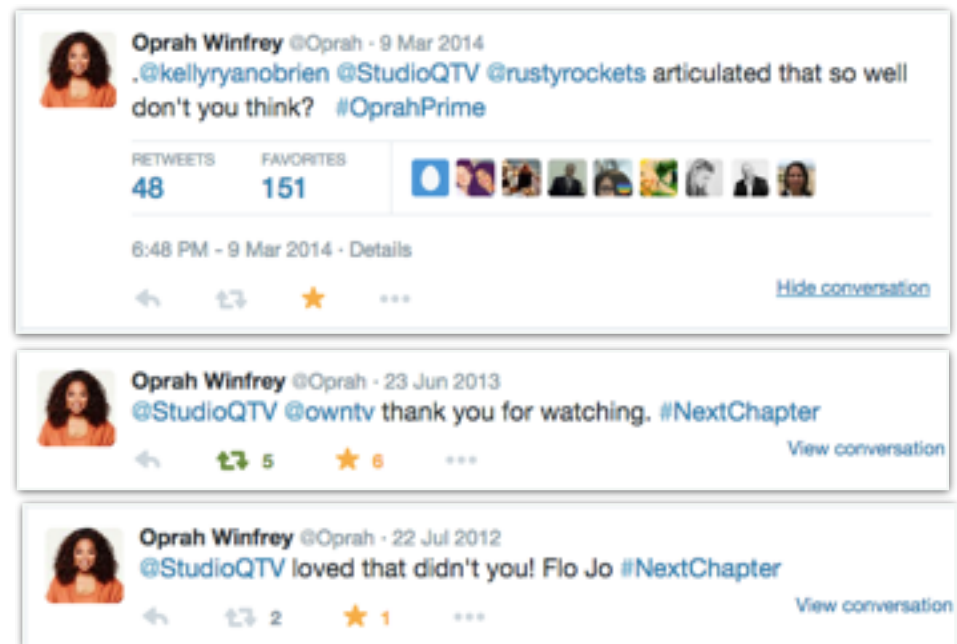 Oprah Winfrey @Oprah · 9 Mar 2014
.@kellyryanobrien @StudioQTV @rustyrockets articulated that so well
don't you think? #OprahPrime
RETWEETS FAVORITES
48 151
6:48 PM - 9 Mar 2014 · Details
Hide conversation
Oprah Winfrey @Oprah · 23 Jun 2013
@StudioQTV @owntv thank you for watching. #NextChapter
5 6
View conversation
Oprah Winfrey @Oprah · 22 Jul 2012
@StudioQTV loved that didn't you! Flo Jo #NextChapter
2 1
View conversation